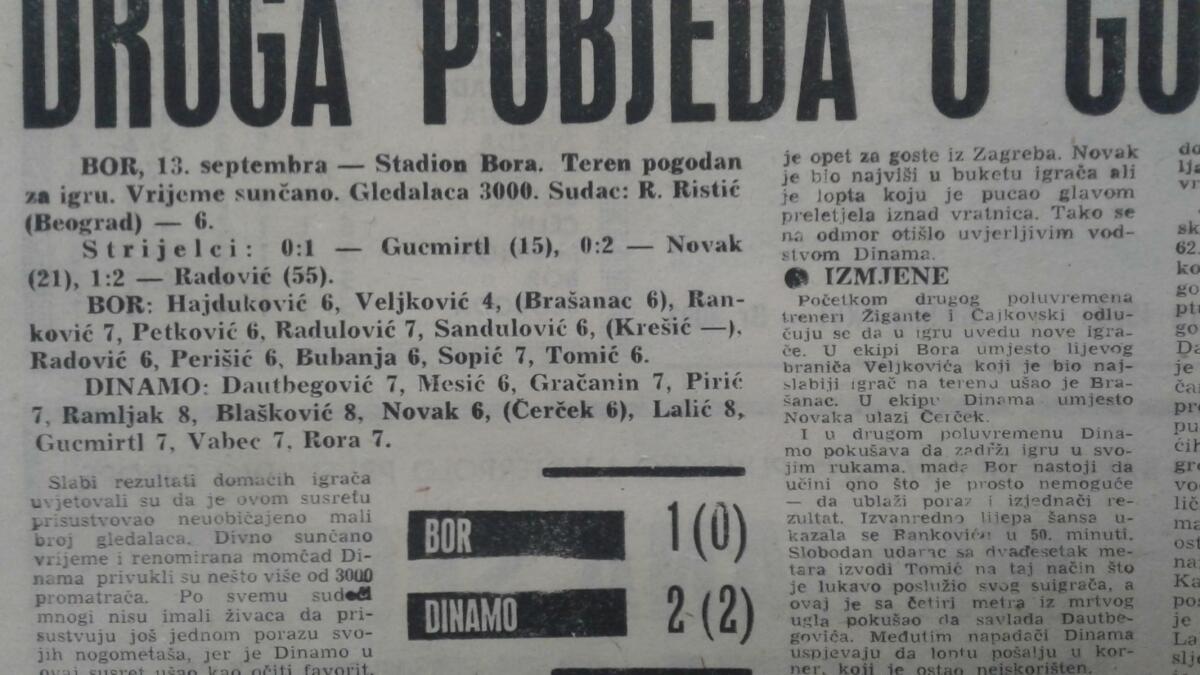 DRUGA POBJEDA U GO
BOR, 13. septembra — Stadion Bora. Teren pogodan
za igru. Vrijeme sunčano. Gledalaca 3000. Sudac: R. Ristić
(Beograd) — 6.
Strijelci: 0:1 — Gucmirtl (15), 0:2 — Novak
(21), 1:2 — Radović (55).
BOR: Hajduković 6, Veljković 4, (Brašanac 6), Ran-
ković 7, Petković 6, Radulović 7, Sandulović 6, (Krešić —),
Radović 6, Perišić 6, Bubanja 6, Sopić 7, Tomić 6.
DINAMO: Dautbegović 7, Mesić 6, Gračanin 7, Pirić
7, Ramljak 8, Blašković 8, Novak 6, (Čerček 6), Lalić 8,
Gucmirtl 7, Vabec 7, Rora 7.
Slabi rezultati domaćih igrača
uvjetovali su da je ovom susretu
prisustvovao neuobičajeno mali
broj gledalaca. Divno sunčano
vrijeme i renomirana momčad Di-
nama privukli su nešto više od 3000
promatrača. Po svemu sudeći
mnogi nisu imali živaca da pri-
sustvuju još jednom porazu svo-
jih nogometaša, jer je Dinamo u
ovaj susret ušao kao očiti favorit.
BOR 1 (0)
DINAMO 2 (2)
je opet za goste iz Zagreba. Novak
je bio najviši u buketu igrača ali
je lopta koju je pucao glavom
preletjela iznad vratnica. Tako se
na odmor otišlo uvjerljivim vod-
stvom Dinama.
● IZMJENE
Početkom drugog poluvremena
treneri Žigante i Čajkovski odlu-
čuju se da u igru uvedu nove igra-
če. U ekipi Bora umjesto lijevog
braniča Veljkovića koji je bio naj-
slabiji igrač na terenu ušao je Bra-
šanac. U ekipi Dinama umjesto
Novaka ulazi Čerček.
I u drugom poluvremenu Dina-
mo pokušava da zadrži igru u svo-
jim rukama, mada Bor nastoji da
učini ono što je prosto nemoguće
— da ublaži poraz i izjednači re-
zultat. Izvanredno lijepa šansa u-
kazala se Rankoviću u 50. minuti.
Slobodan udarac sa dvadesetak me-
tara izvodi Tomić na taj način što
je lukavo poslužio svog suigrača, a
ovaj je sa četiri metra iz mrtvog
ugla pokušao da savlada Dautbe-
govića. Međutim napadači Dinama
uspjevaju da loptu pošalju u kor-
ner, koji je ostao neiskorišten.